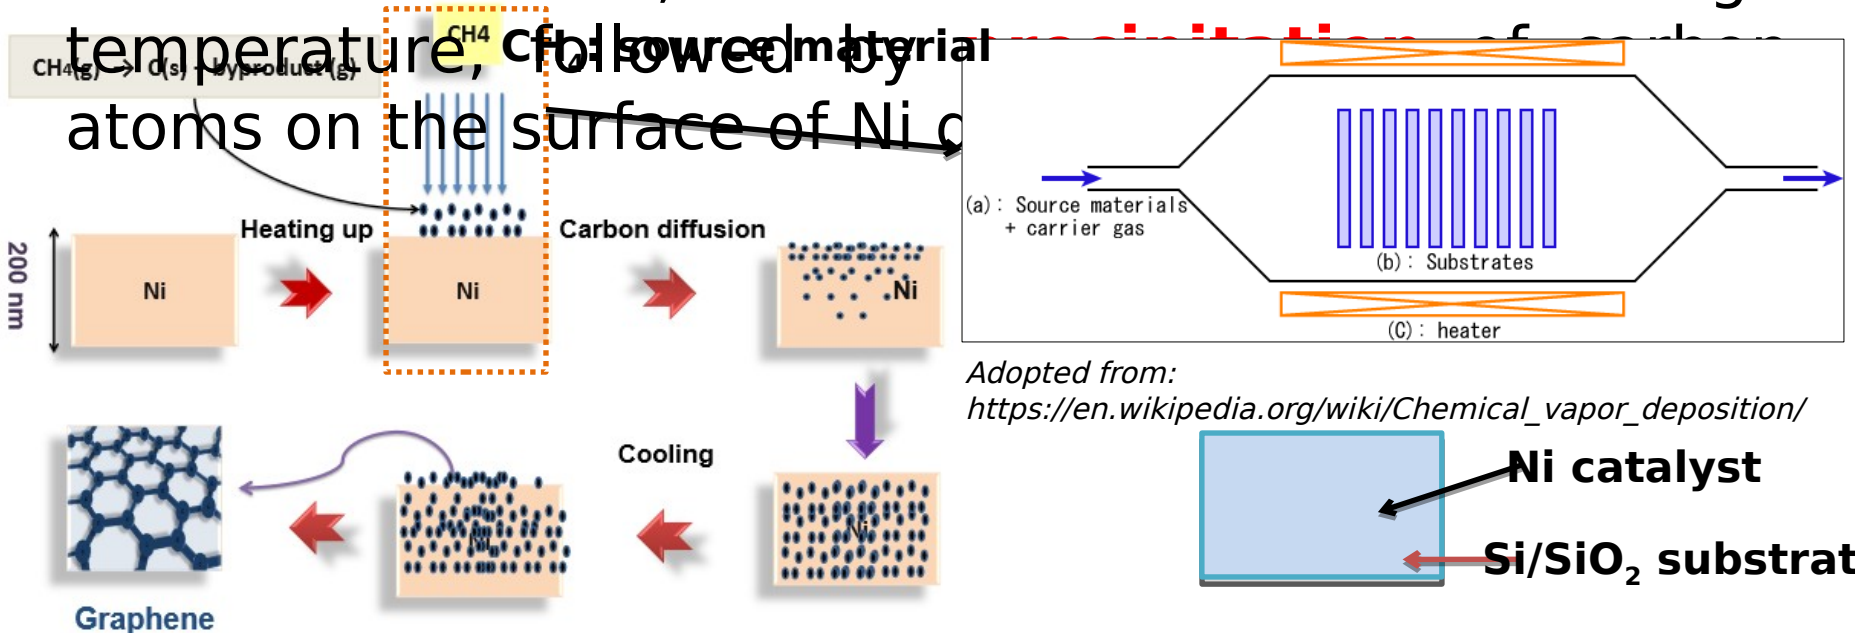 temperature, followed by precipitation of carbon
atoms on the surface of Ni
CH4
CH₄: source material
CH4(g) → C(s) + byproduct (g)
Heating up
Carbon diffusion
200 nm
Ni
Ni
Ni
(a): Source materials
+ carrier gas
(b): Substrates
(C): heater
Adopted from:
https://en.wikipedia.org/wiki/Chemical_vapor_deposition/
Cooling
Ni
Ni
Graphene
Ni catalyst
Si/SiO₂ substrat